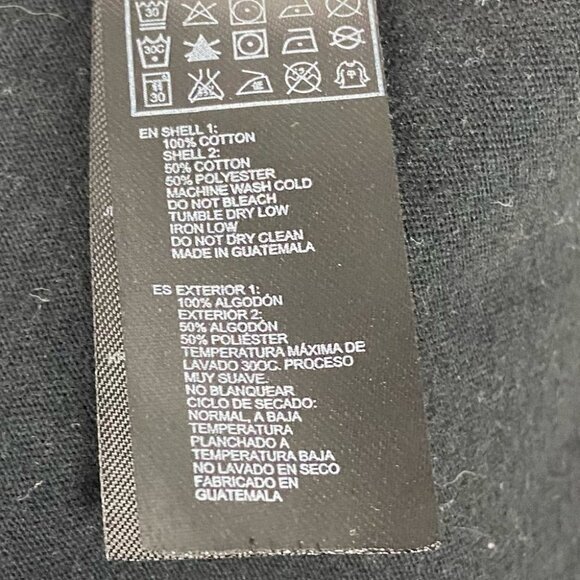 30
30C
30
EN SHELL 1:
100% COTTON
SHELL 2:
50% COTTON
50% POLYESTER
MACHINE WASH COLD
DO NOT BLEACH
TUMBLE DRY LOW
IRON LOW
DO NOT DRY CLEAN
MADE IN GUATEMALA
ES EXTERIOR 1:
100% ALGODÓN
EXTERIOR 2:
50% ALGODÓN
50% POLIÉSTER
TEMPERATURA MÁXIMA DE
LAVADO 30OC. PROCESO
MUY SUAVE.
NO BLANQUEAR
CICLO DE SECADO:
NORMAL, A BAJA
TEMPERATURA
PLANCHADO A
TEMPERATURA BAJA
NO LAVADO EN SECO
FABRICADO EN
GUATEMALA